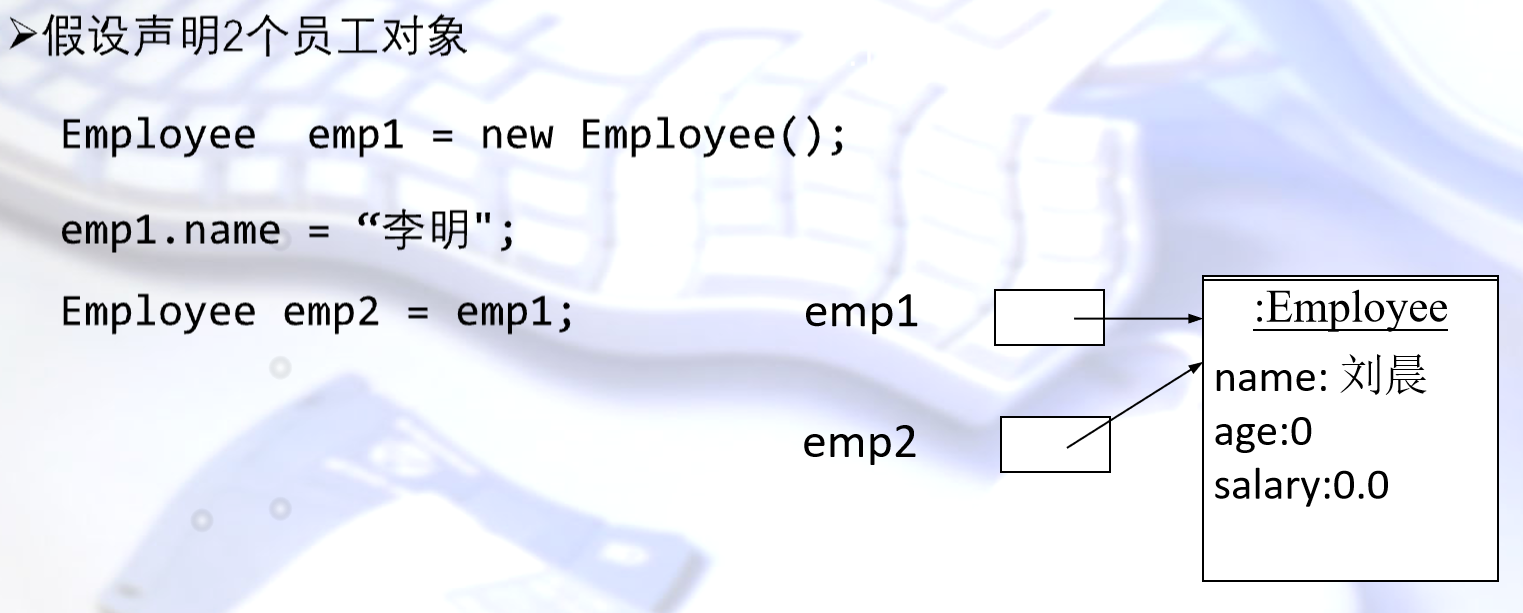 ➢假设声明2个员工对象
Employee  emp1 = new Employee();
emp1.name = “李明";
Employee emp2 = emp1;
emp1
:Employee
name: 刘晨
age:0
salary:0.0
emp2